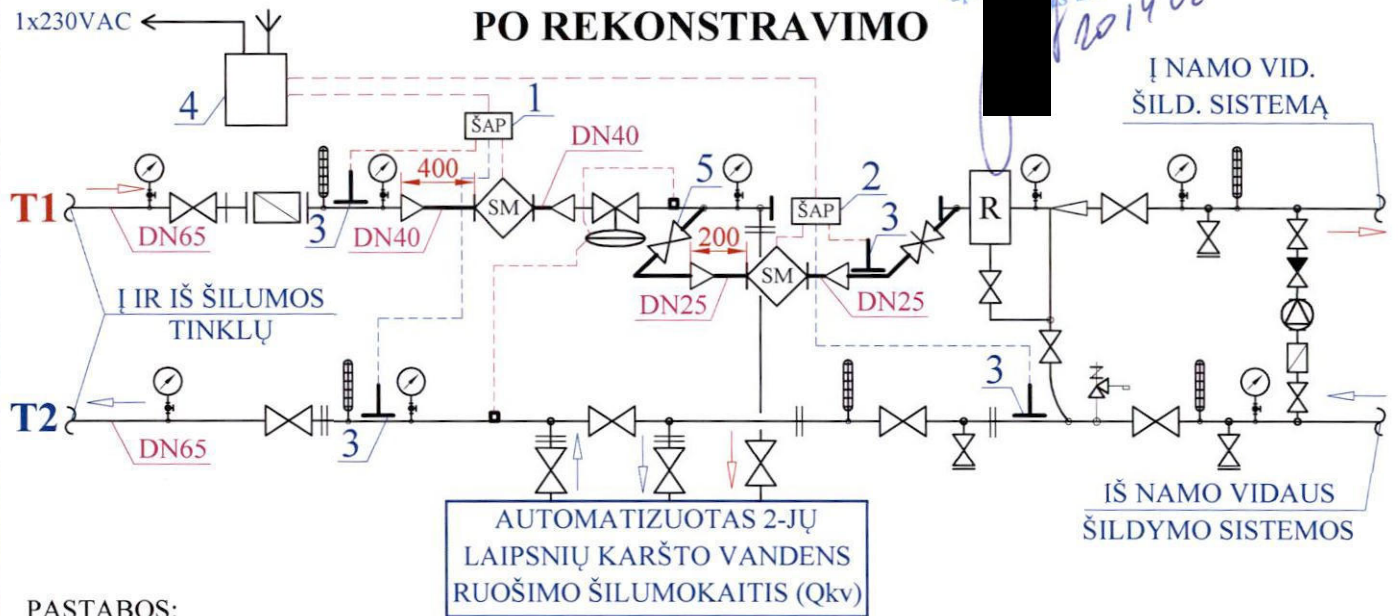 1x230VAC
PO REKONSTRAVIMO
2014
Į NAMO VID.
ŠILD. SISTEMĄ
4
1
ŠAP
DN40
400
5
2
ŠAP
3
R
T1
SM
DN65
3
DN40
200
SM
DN25
DN25
Į IR IŠ ŠILUMOS
TINKLŲ
3
T2
DN65
3
IŠ NAMO VIDAUS
ŠILDYMO SISTEMOS
AUTOMATIZUOTAS 2-JŲ
LAIPSNIŲ KARŠTO VANDENS
RUOŠIMO ŠILUMOKAITIS (Qkv)
PASTABOS: